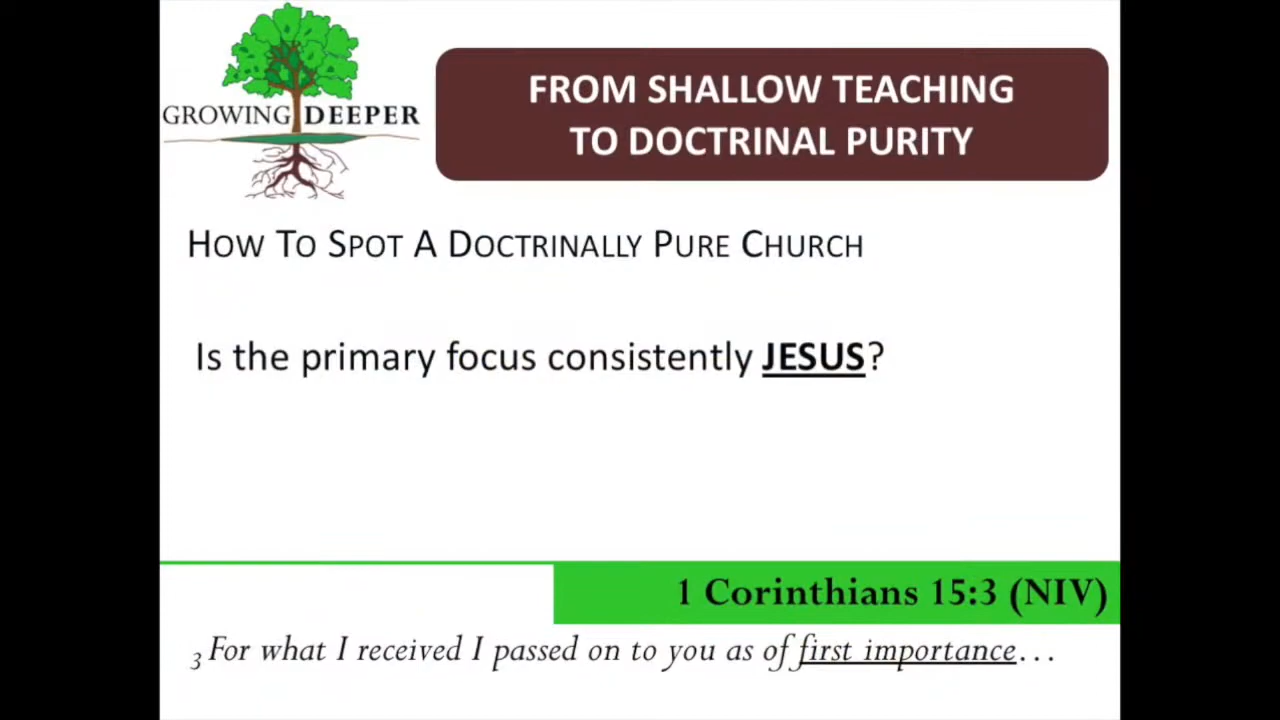 GROWING DEEPER
FROM SHALLOW TEACHING
TO DOCTRINAL PURITY
HOW TO SPOT A DOCTRINALLY PURE CHURCH
Is the primary focus consistently JESUS?
1 Corinthians 15:3 (NIV)
3 For what I received I passed on to you as of first importance...